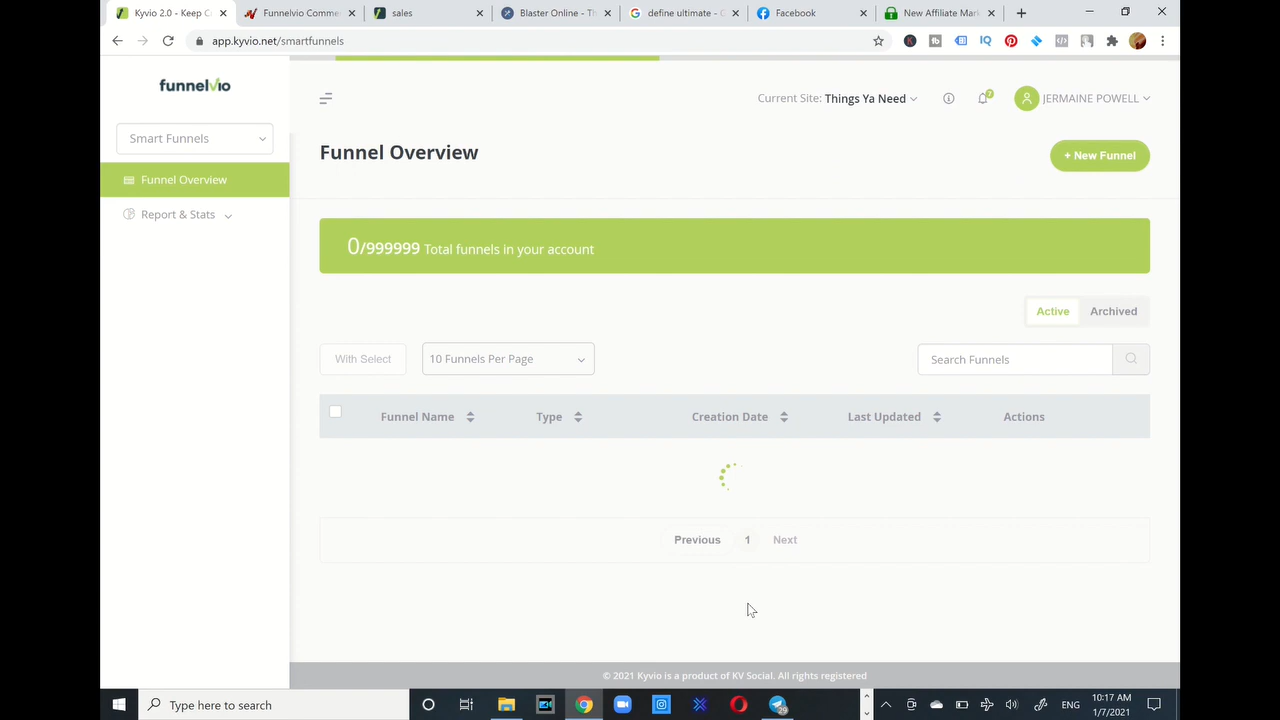 Kyvio 2.0 - Keep C
Funnelvio Comme
sales
Blaster Online - Th
define ultimate - G
Facebook
New Affiliate Mar
app.kyvio.net/smartfunnels
funnelvio
Current Site: Things Ya Need
7
JERMAINE POWELL
Smart Funnels
Funnel Overview
+ New Funnel
Funnel Overview
Report & Stats
0/999999 Total funnels in your account
Active
Archived
With Select
10 Funnels Per Page
Search Funnels
Funnel Name
Type
Creation Date
Last Updated
Actions
Previous
1
Next
© 2021 Kyvio is a product of KV Social. All rights registered
Type here to search
ENG
10:17 AM
1/7/2021